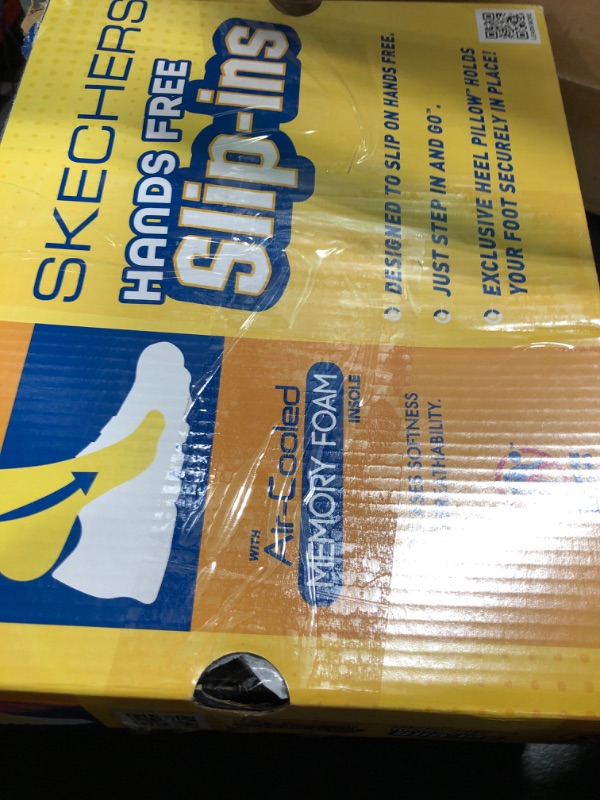 SKECHERS
HANDS FREE
Slip-ins
DESIGNED TO SLIP ON HANDS FREE.
JUST STEP IN AND GO™.
EXCLUSIVE HEEL PILLOW™ HOLDS
YOUR FOOT SECURELY IN PLACE!
WITH
Air-Cooled
MEMORY FOAM
INSOLE
SOFTNESS